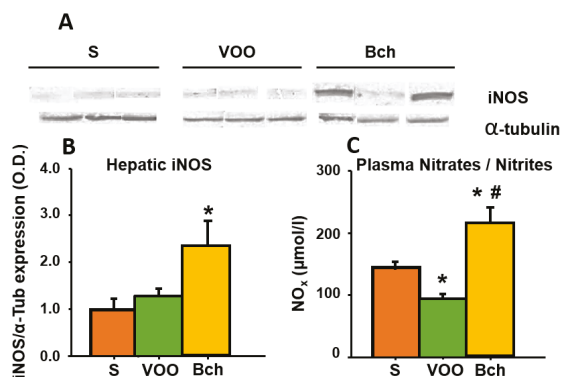 A
S VOO Bch
iNOS
α-tubulin
B
Hepatic iNOS
iNOS/α-Tub expression (O.D.)
4.0
3.0
2.0
1.0
0.0
*
S VOO Bch
C
Plasma Nitrates / Nitrites
NOx (µmol/l)
300
200
100
0
*
* #
S VOO Bch